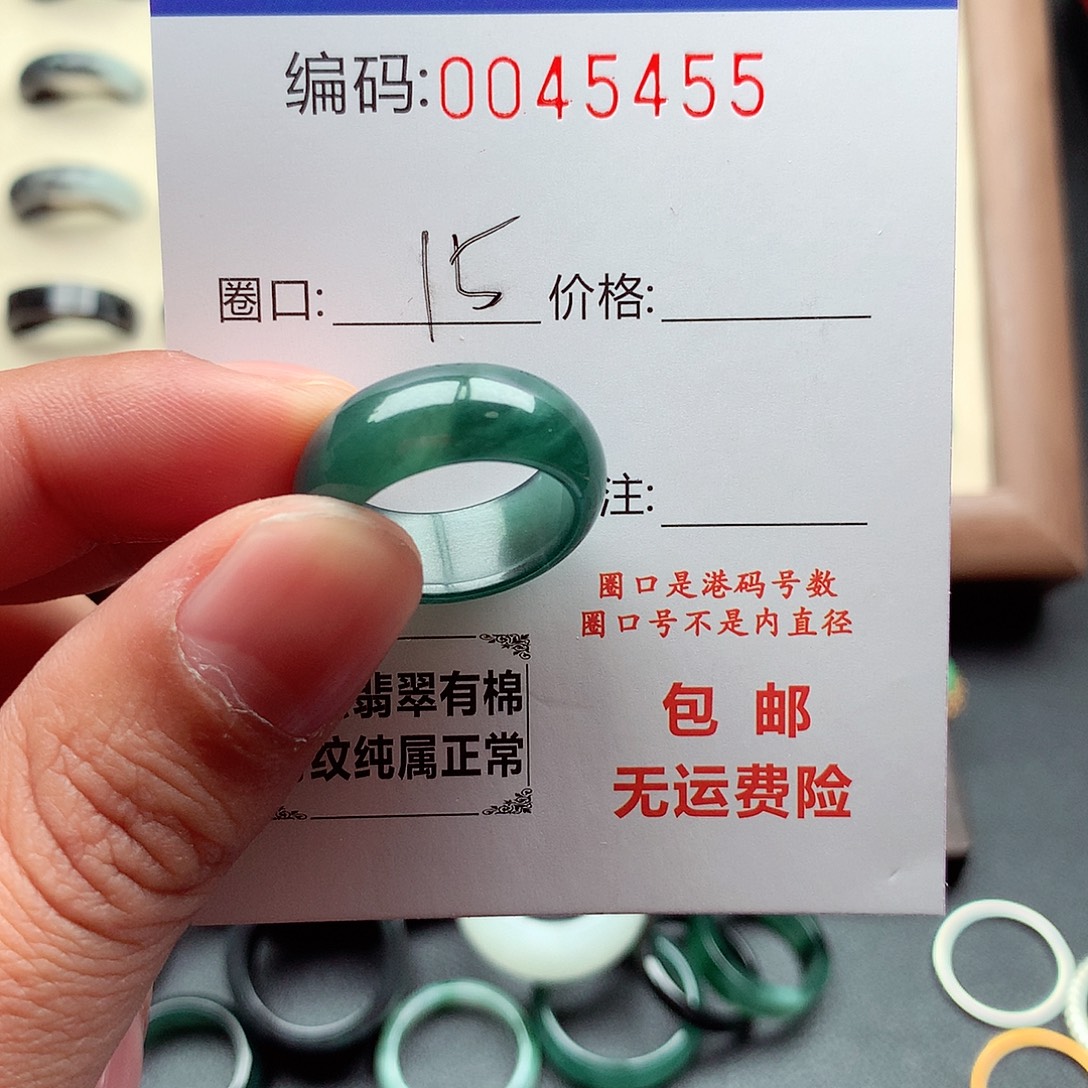 编码:0045455
圈口: 15 价格:
注:
圈口是港码号数
圈口号不是内直径
翡翠有棉
纹纯属正常
包 邮
无运费险